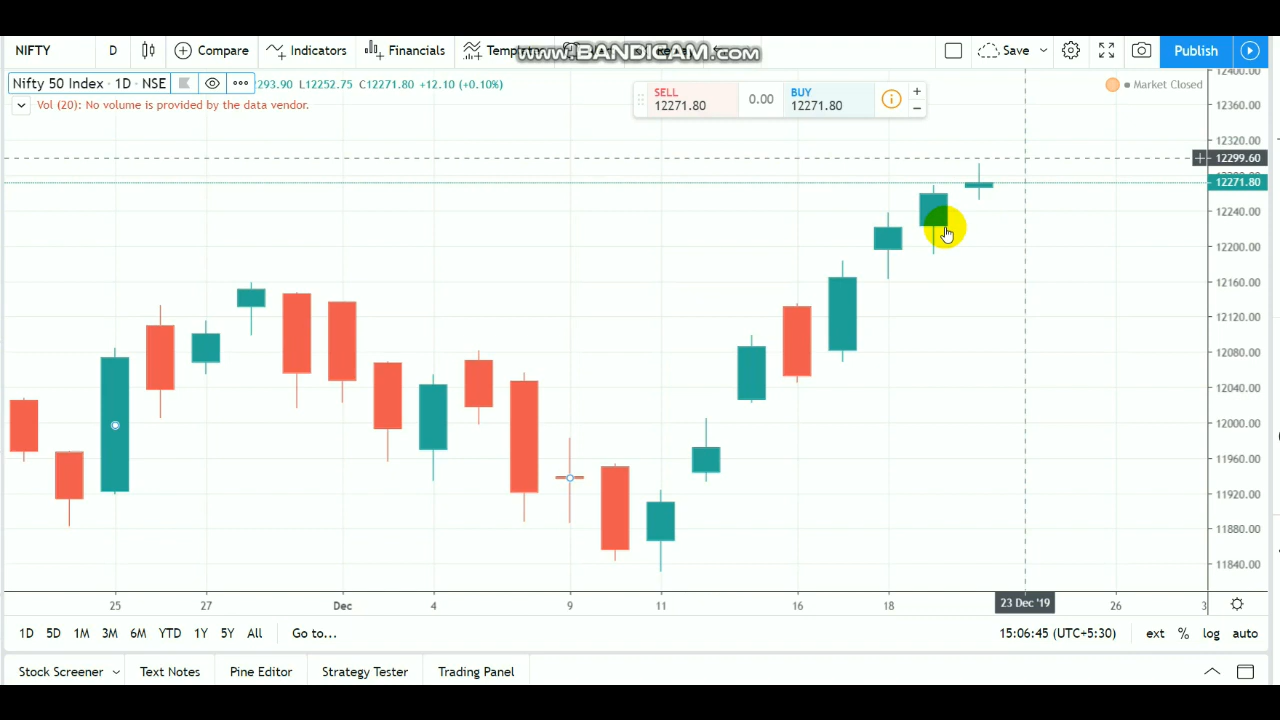 NIFTY D Compare Indicators Financials Save Publish
www.BANDICAM.com
Nifty 50 Index · 1D · NSE 293.90 L12252.75 C12271.80 +12.10 (+0.10%)
Vol (20): No volume is provided by the data vendor.
SELL
12271.80
0.00
BUY
12271.80
Market Closed
12400.00
12360.00
12320.00
12299.60
12271.80
12240.00
12200.00
12160.00
12120.00
12080.00
12040.00
12000.00
11960.00
11920.00
11880.00
11840.00
25 27 Dec 4 9 11 16 18 23 Dec '19 26 3
1D 5D 1M 3M 6M YTD 1Y 5Y All Go to... 15:06:45 (UTC+5:30) ext % log auto
Stock Screener Text Notes Pine Editor Strategy Tester Trading Panel